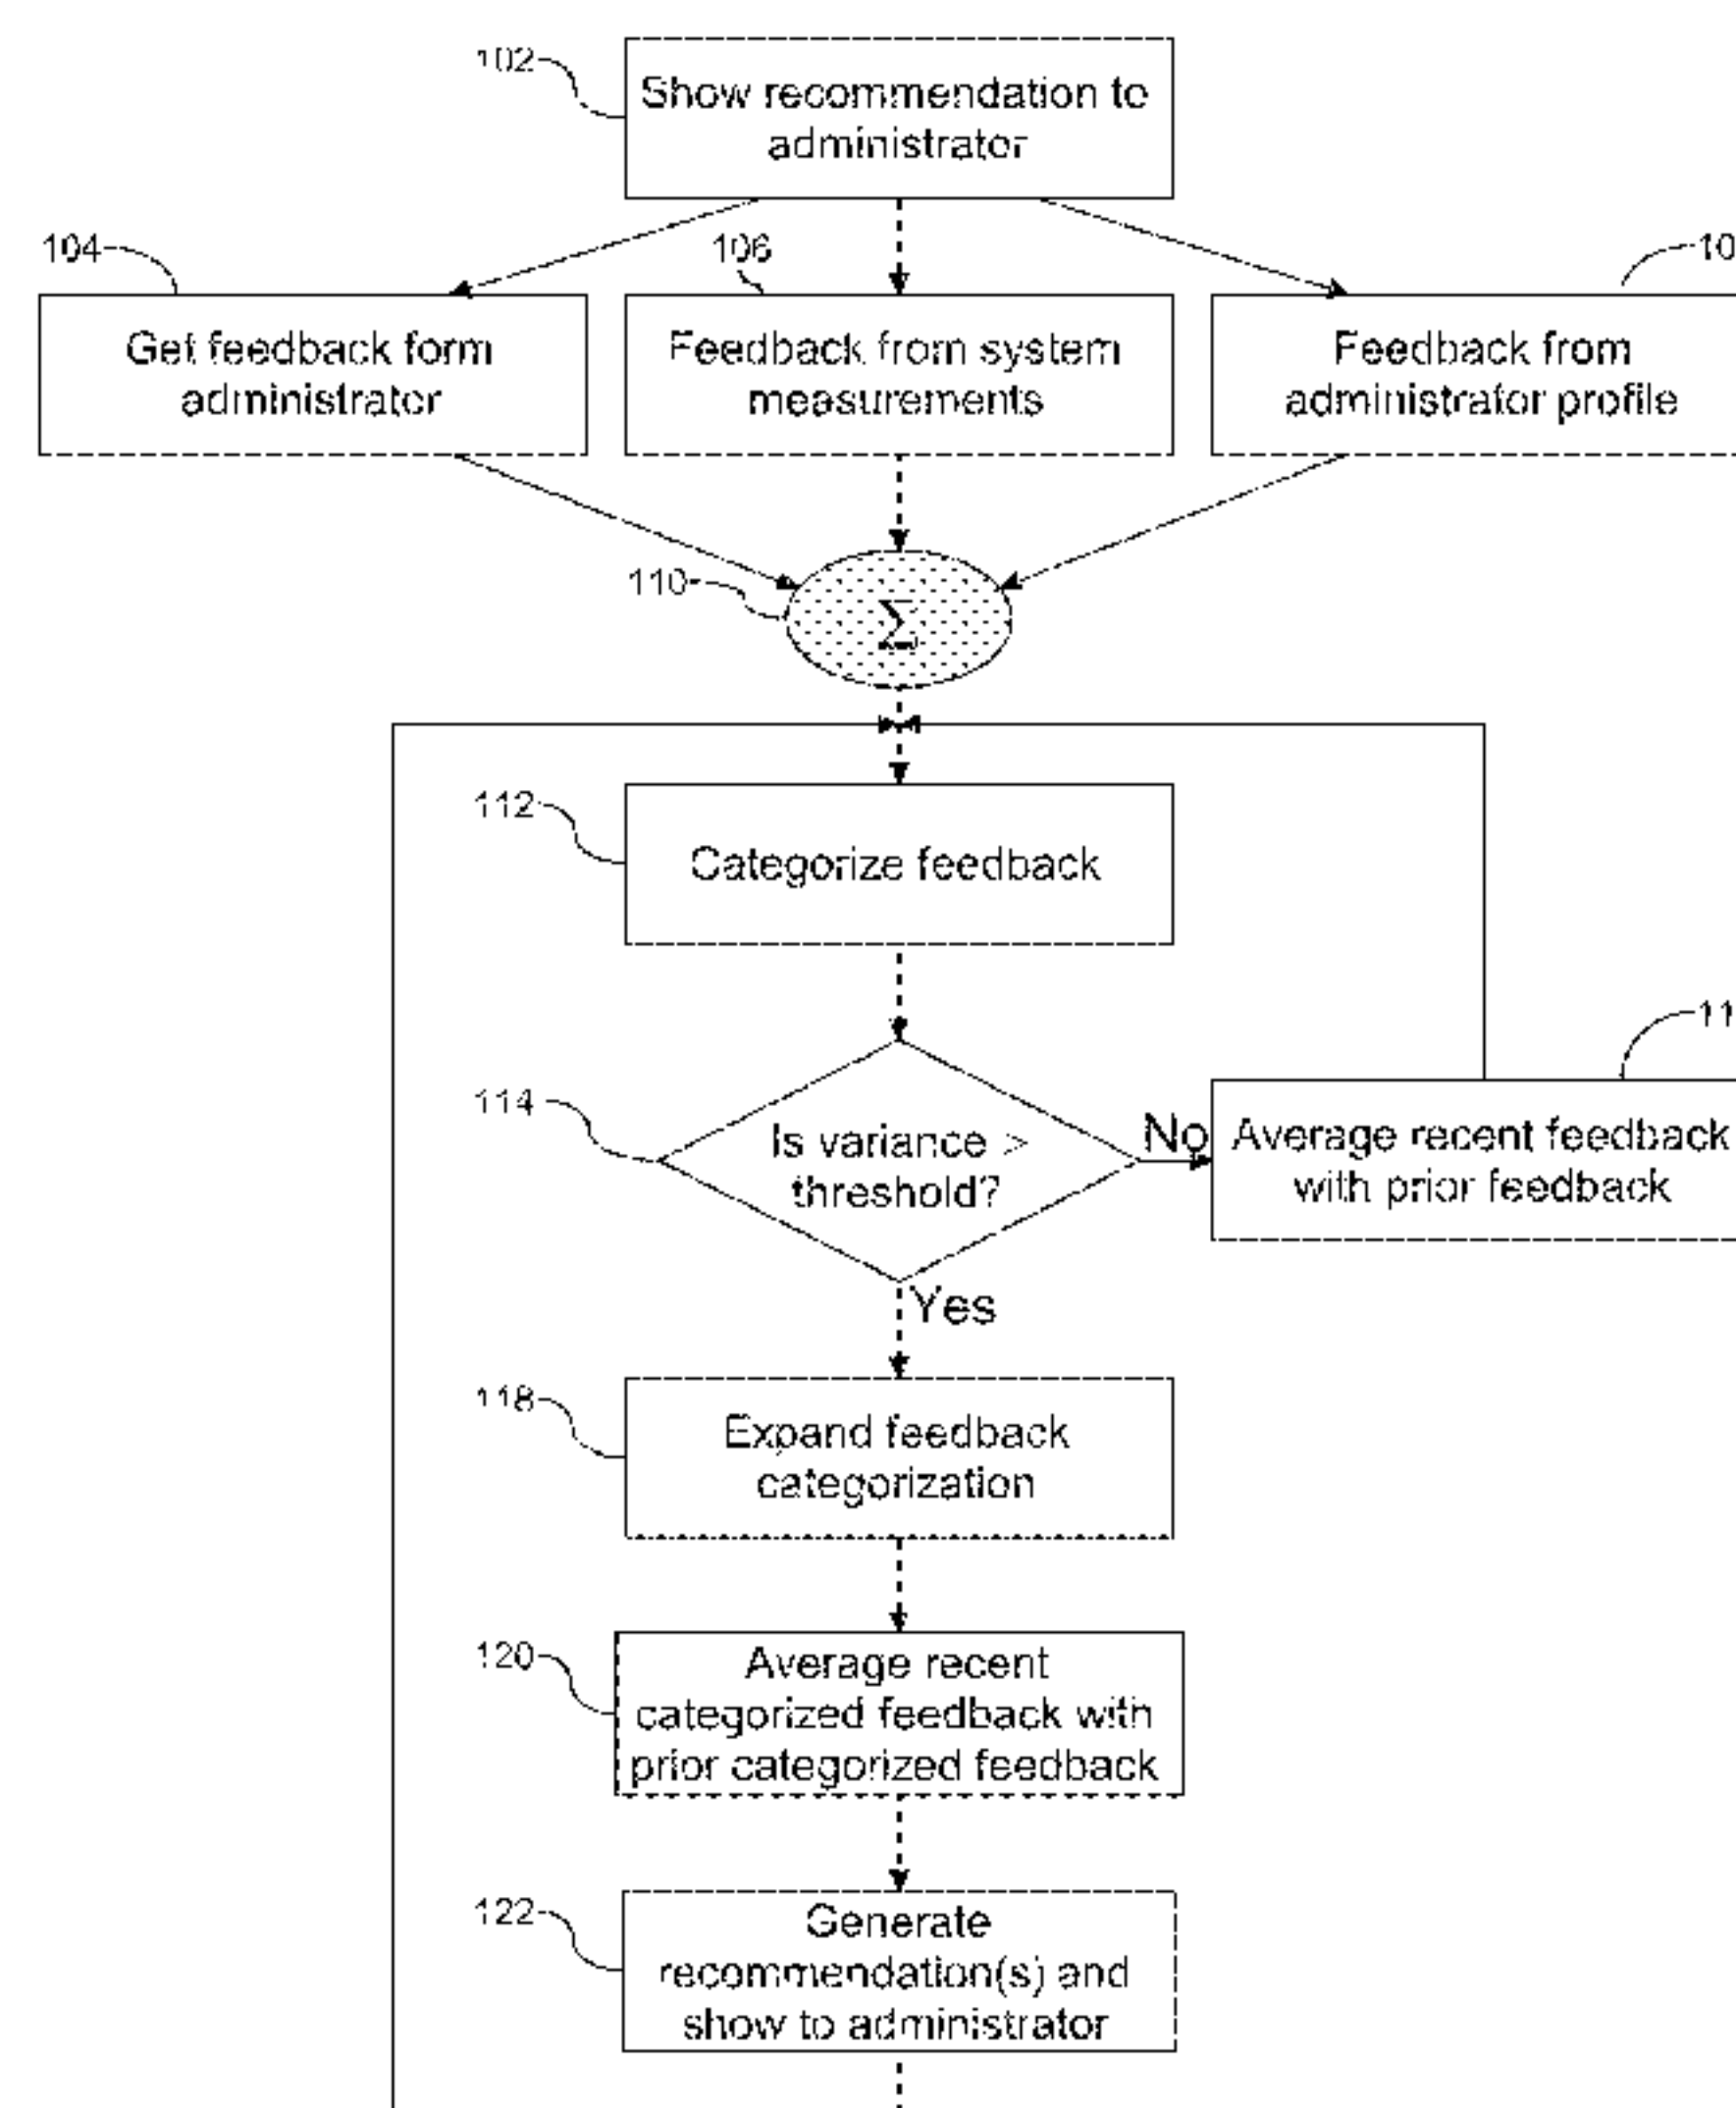 102
Show recommendation to
administrator
104
106
10
Get feedback form
administrator
Feedback from system
measurements
Feedback from
administrator profile
110
Σ
112
Categorize feedback
11
114
Is variance >
threshold?
No
Average recent feedback
with prior feedback
Yes
118
Expand feedback
categorization
120
Average recent
categorized feedback with
prior categorized feedback
122
Generate
recommendation(s) and
show to administrator